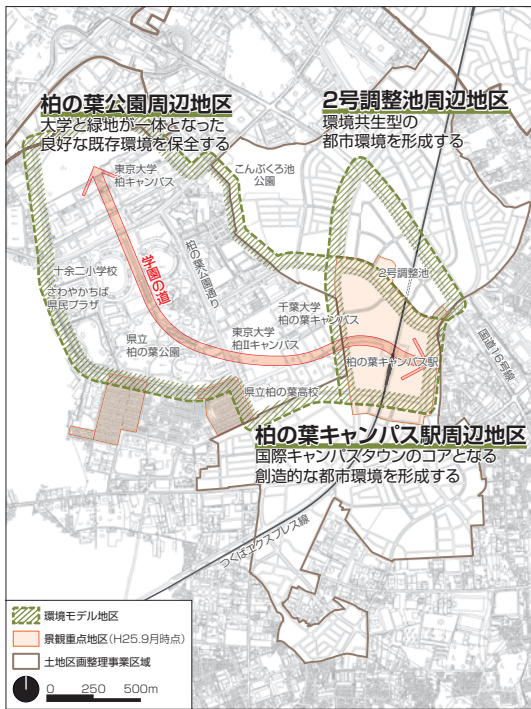 柏の葉公園周辺地区
大学と緑地が一体となった
良好な既存環境を保全する
2号調整池周辺地区
環境共生型の
都市環境を形成する
東京大学
柏キャンパス
こんぶくろ池
公園
学園の道
柏の葉公園通り
2号調整池
十余二小学校
さわやかちば
県民プラザ
千葉大学
柏の葉キャンパス
東京大学
柏Ⅱキャンパス
県立
柏の葉公園
柏の葉キャンパス駅
国道16号線
県立柏の葉高校
柏の葉キャンパス駅周辺地区
国際キャンパスタウンのコアとなる
創造的な都市環境を形成する
つくばエクスプレス線
環境モデル地区
景観重点地区(H25.9月時点)
土地区画整理事業区域
0 250 500m